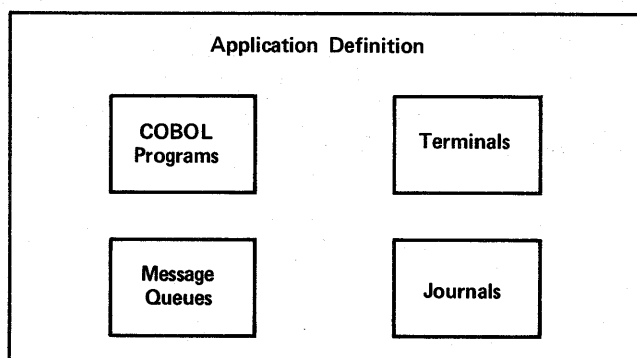 Application Definition
COBOL
Programs
Terminals
Message
Queues
Journals